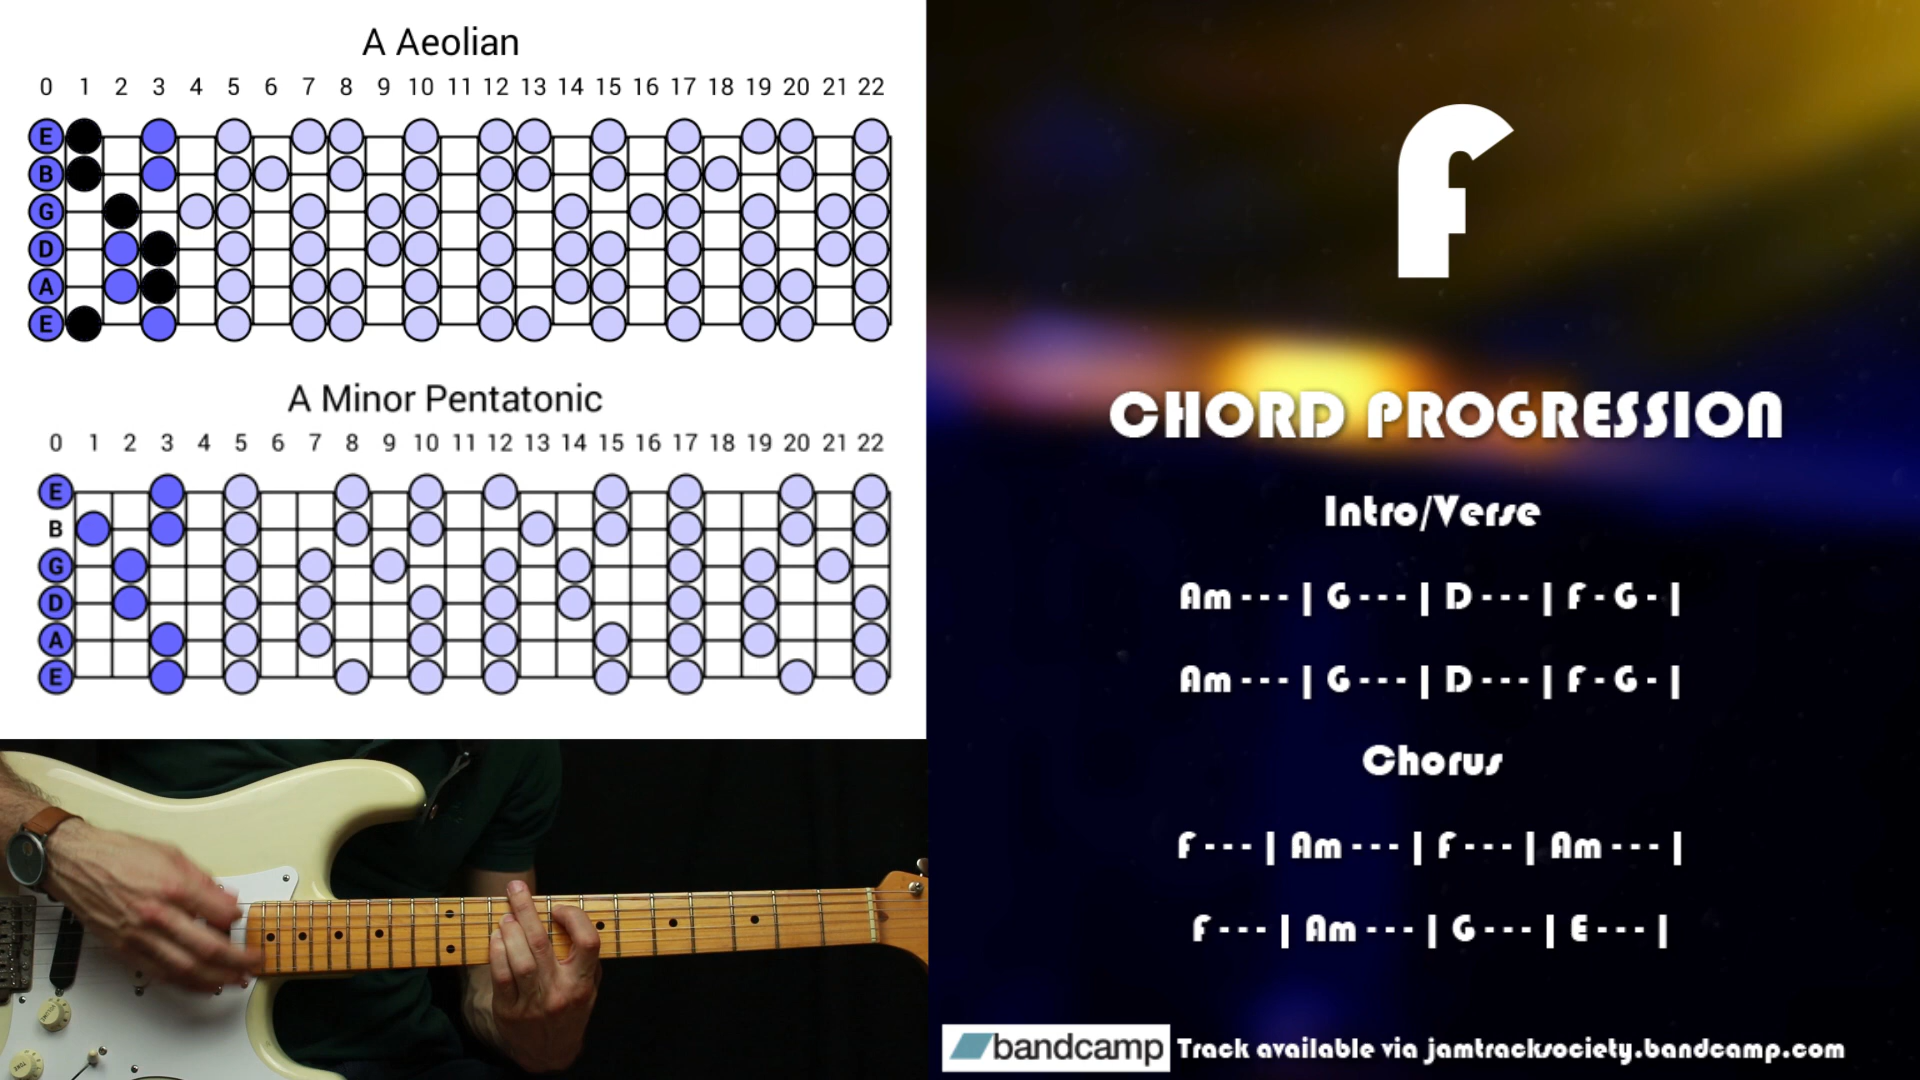 A Aeolian
0 1 2 3 4 5 6 7 8 9 10 11 12 13 14 15 16 17 18 19 20 21 22
E
B
G
D
A
E
A Minor Pentatonic
0 1 2 3 4 5 6 7 8 9 10 11 12 13 14 15 16 17 18 19 20 21 22
E
B
G
D
A
E
F
CHORD PROGRESSION
Intro/Verse
Am - - - | G - - - | D - - - | F - G - |
Am - - - | G - - - | D - - - | F - G - |
Chorus
F - - - | Am - - - | F - - - | Am - - - |
F - - - | Am - - - | G - - - | E - - - |
bandcamp Track available via jamtracksociety.bandcamp.com